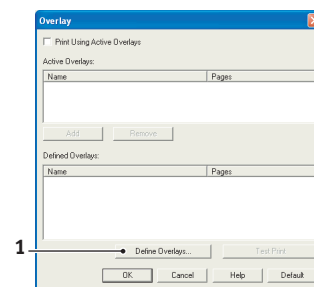 Overlay
Print Using Active Overlays
Active Overlays:
Name Pages
Add Remove
Defined Overlays:
Name Pages
1 Define Overlays... Test Print
OK Cancel Help Default